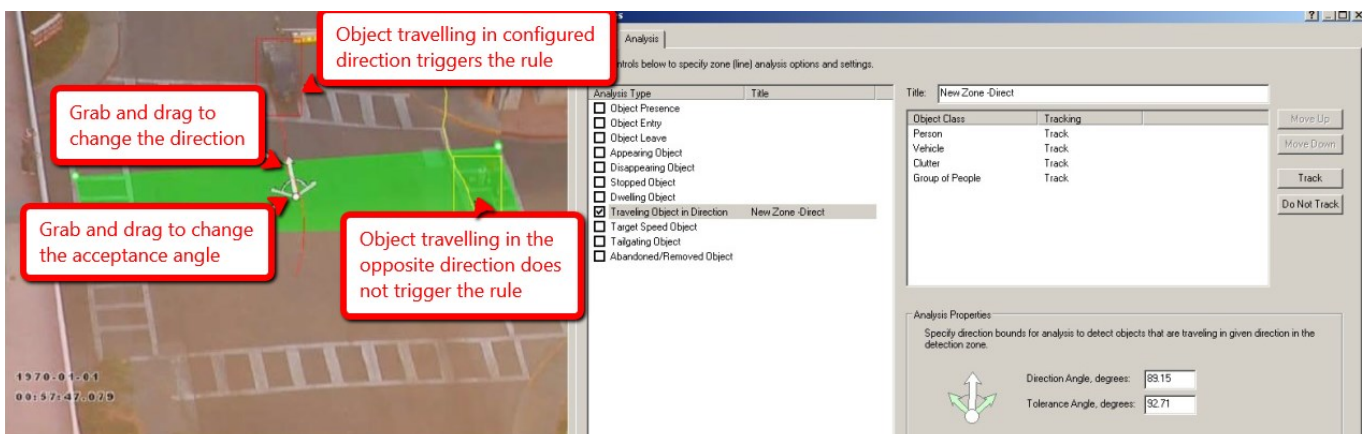 Object travelling in configured
direction triggers the rule
Grab and drag to
change the direction
Grab and drag to change
the acceptance angle
Object travelling in the
opposite direction does
not trigger the rule
1970-01-01
00:57:47.079
Analysis
below to specify zone (line) analysis options and settings.
Analysis Type Title
Object Presence
Object Entry
Object Leave
Appearing Object
Disappearing Object
Stopped Object
Dwelling Object
Traveling Object in Direction New Zone -Direct
Target Speed Object
Tailgating Object
Abandoned/Removed Object
Title: New Zone -Direct
Object Class Tracking
Person Track
Vehicle Track
Clutter Track
Group of People Track
Move Up
Move Down
Track
Do Not Track
Analysis Properties
Specify direction bounds for analysis to detect objects that are traveling in given direction in the
detection zone.
Direction Angle, degrees: 89.15
Tolerance Angle, degrees: 92.71